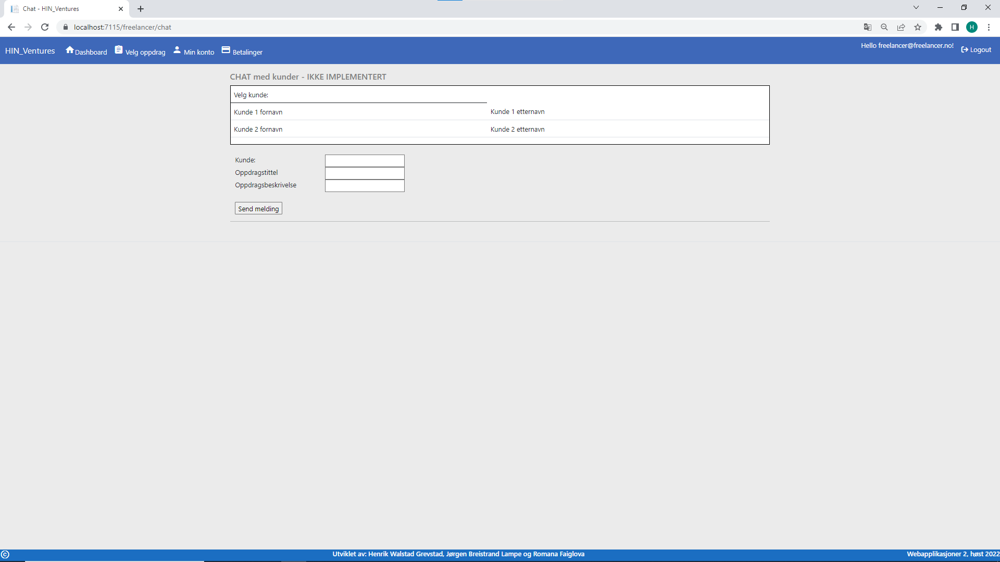 Chat - HIN_Ventures
localhost:7115/freelancer/chat
H
HIN_Ventures Dashboard Velg oppdrag Min konto Betalinger Hello freelancer@freelancer.no! Logout
CHAT med kunder - IKKE IMPLEMENTERT
Velg kunde:
Kunde 1 fornavn Kunde 1 etternavn
Kunde 2 fornavn Kunde 2 etternavn
Kunde:
Oppdragstittel
Oppdragsbeskrivelse
Send melding
© Utviklet av: Henrik Walstad Grevstad, Jørgen Breistrand Lampe og Romana Faiglova Webapplikasjoner 2, høst 2022